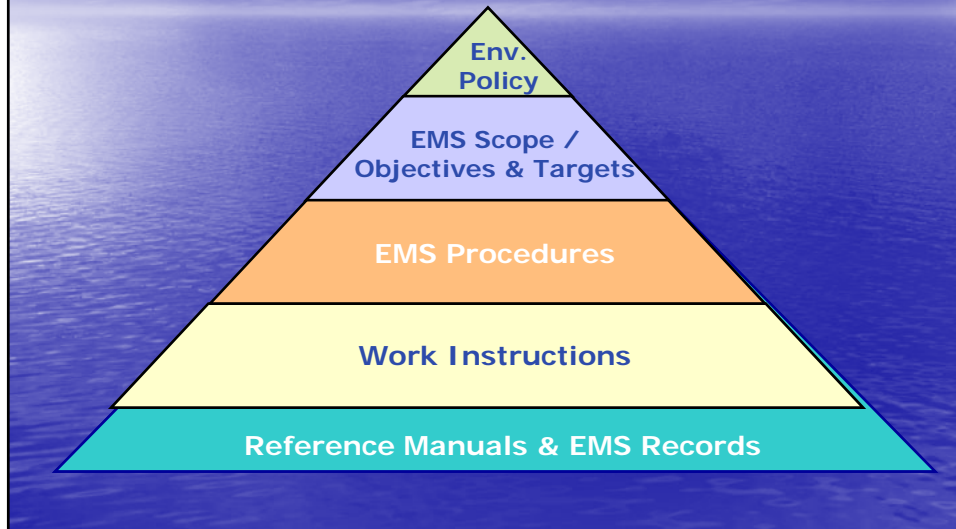 Env.
Policy
EMS Scope /
Objectives & Targets
EMS Procedures
Work Instructions
Reference Manuals & EMS Records